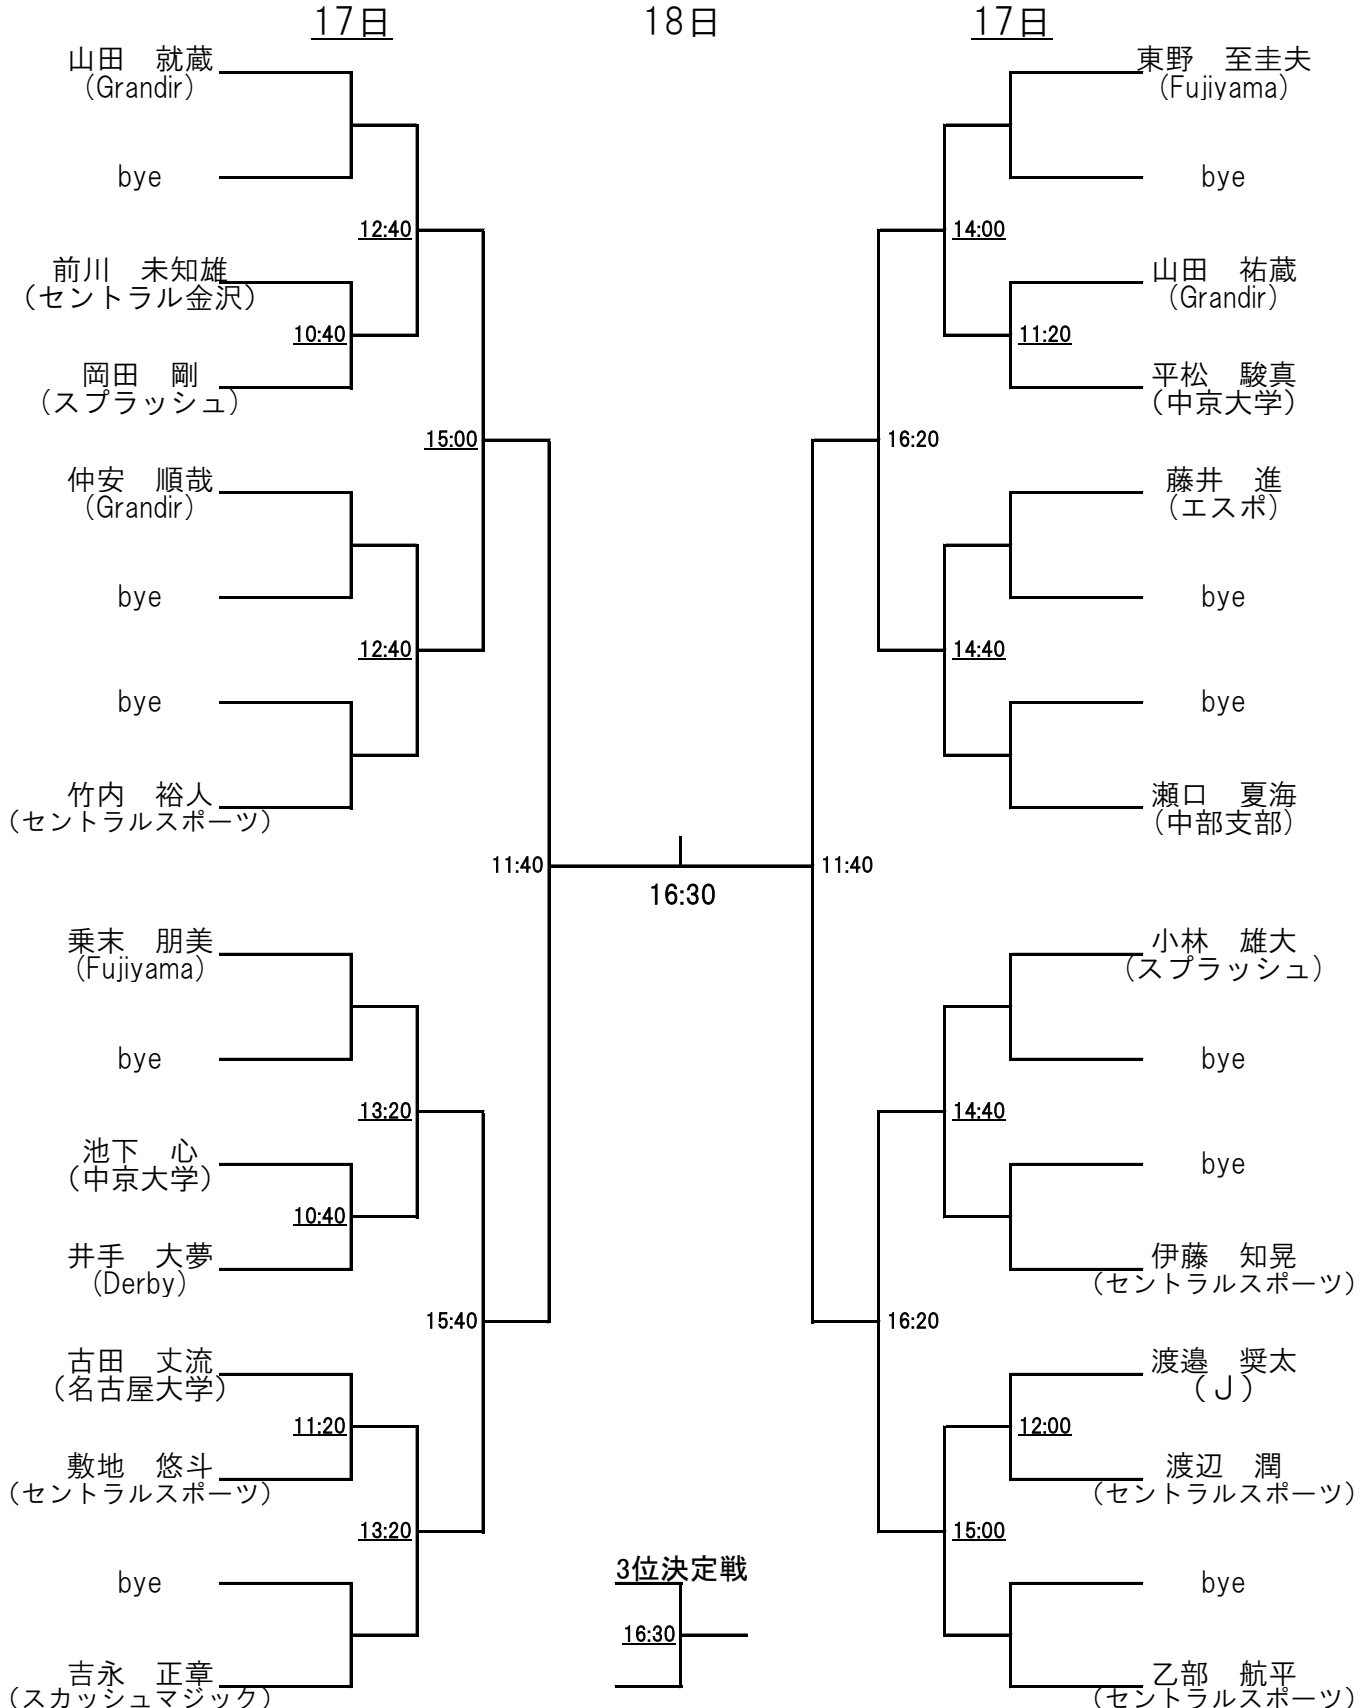 17日
18日
17日
山田　就蔵
(Grandir)
bye
12:40
前川　未知雄
(セントラル金沢)
10:40
岡田　剛
(スプラッシュ)
15:00
仲安　順哉
(Grandir)
bye
12:40
bye
竹内　裕人
(セントラルスポーツ)
11:40
乗末　朋美
(Fujiyama)
bye
13:20
池下　心
(中京大学)
10:40
井手　大夢
(Derby)
15:40
古田　丈流
(名古屋大学)
11:20
敷地　悠斗
(セントラルスポーツ)
13:20
bye
吉永　正章
(スカッシュマジック)
16:30
3位決定戦
16:30
東野　至圭夫
(Fujiyama)
bye
14:00
山田　祐蔵
(Grandir)
11:20
平松　駿真
(中京大学)
16:20
藤井　進
(エスポ)
bye
14:40
bye
瀬口　夏海
(中部支部)
11:40
小林　雄大
(スプラッシュ)
bye
14:40
bye
伊藤　知晃
(セントラルスポーツ)
16:20
渡邉　奨太
(Ｊ)
12:00
渡辺　潤
(セントラルスポーツ)
15:00
bye
乙部　航平
(セントラルスポーツ)